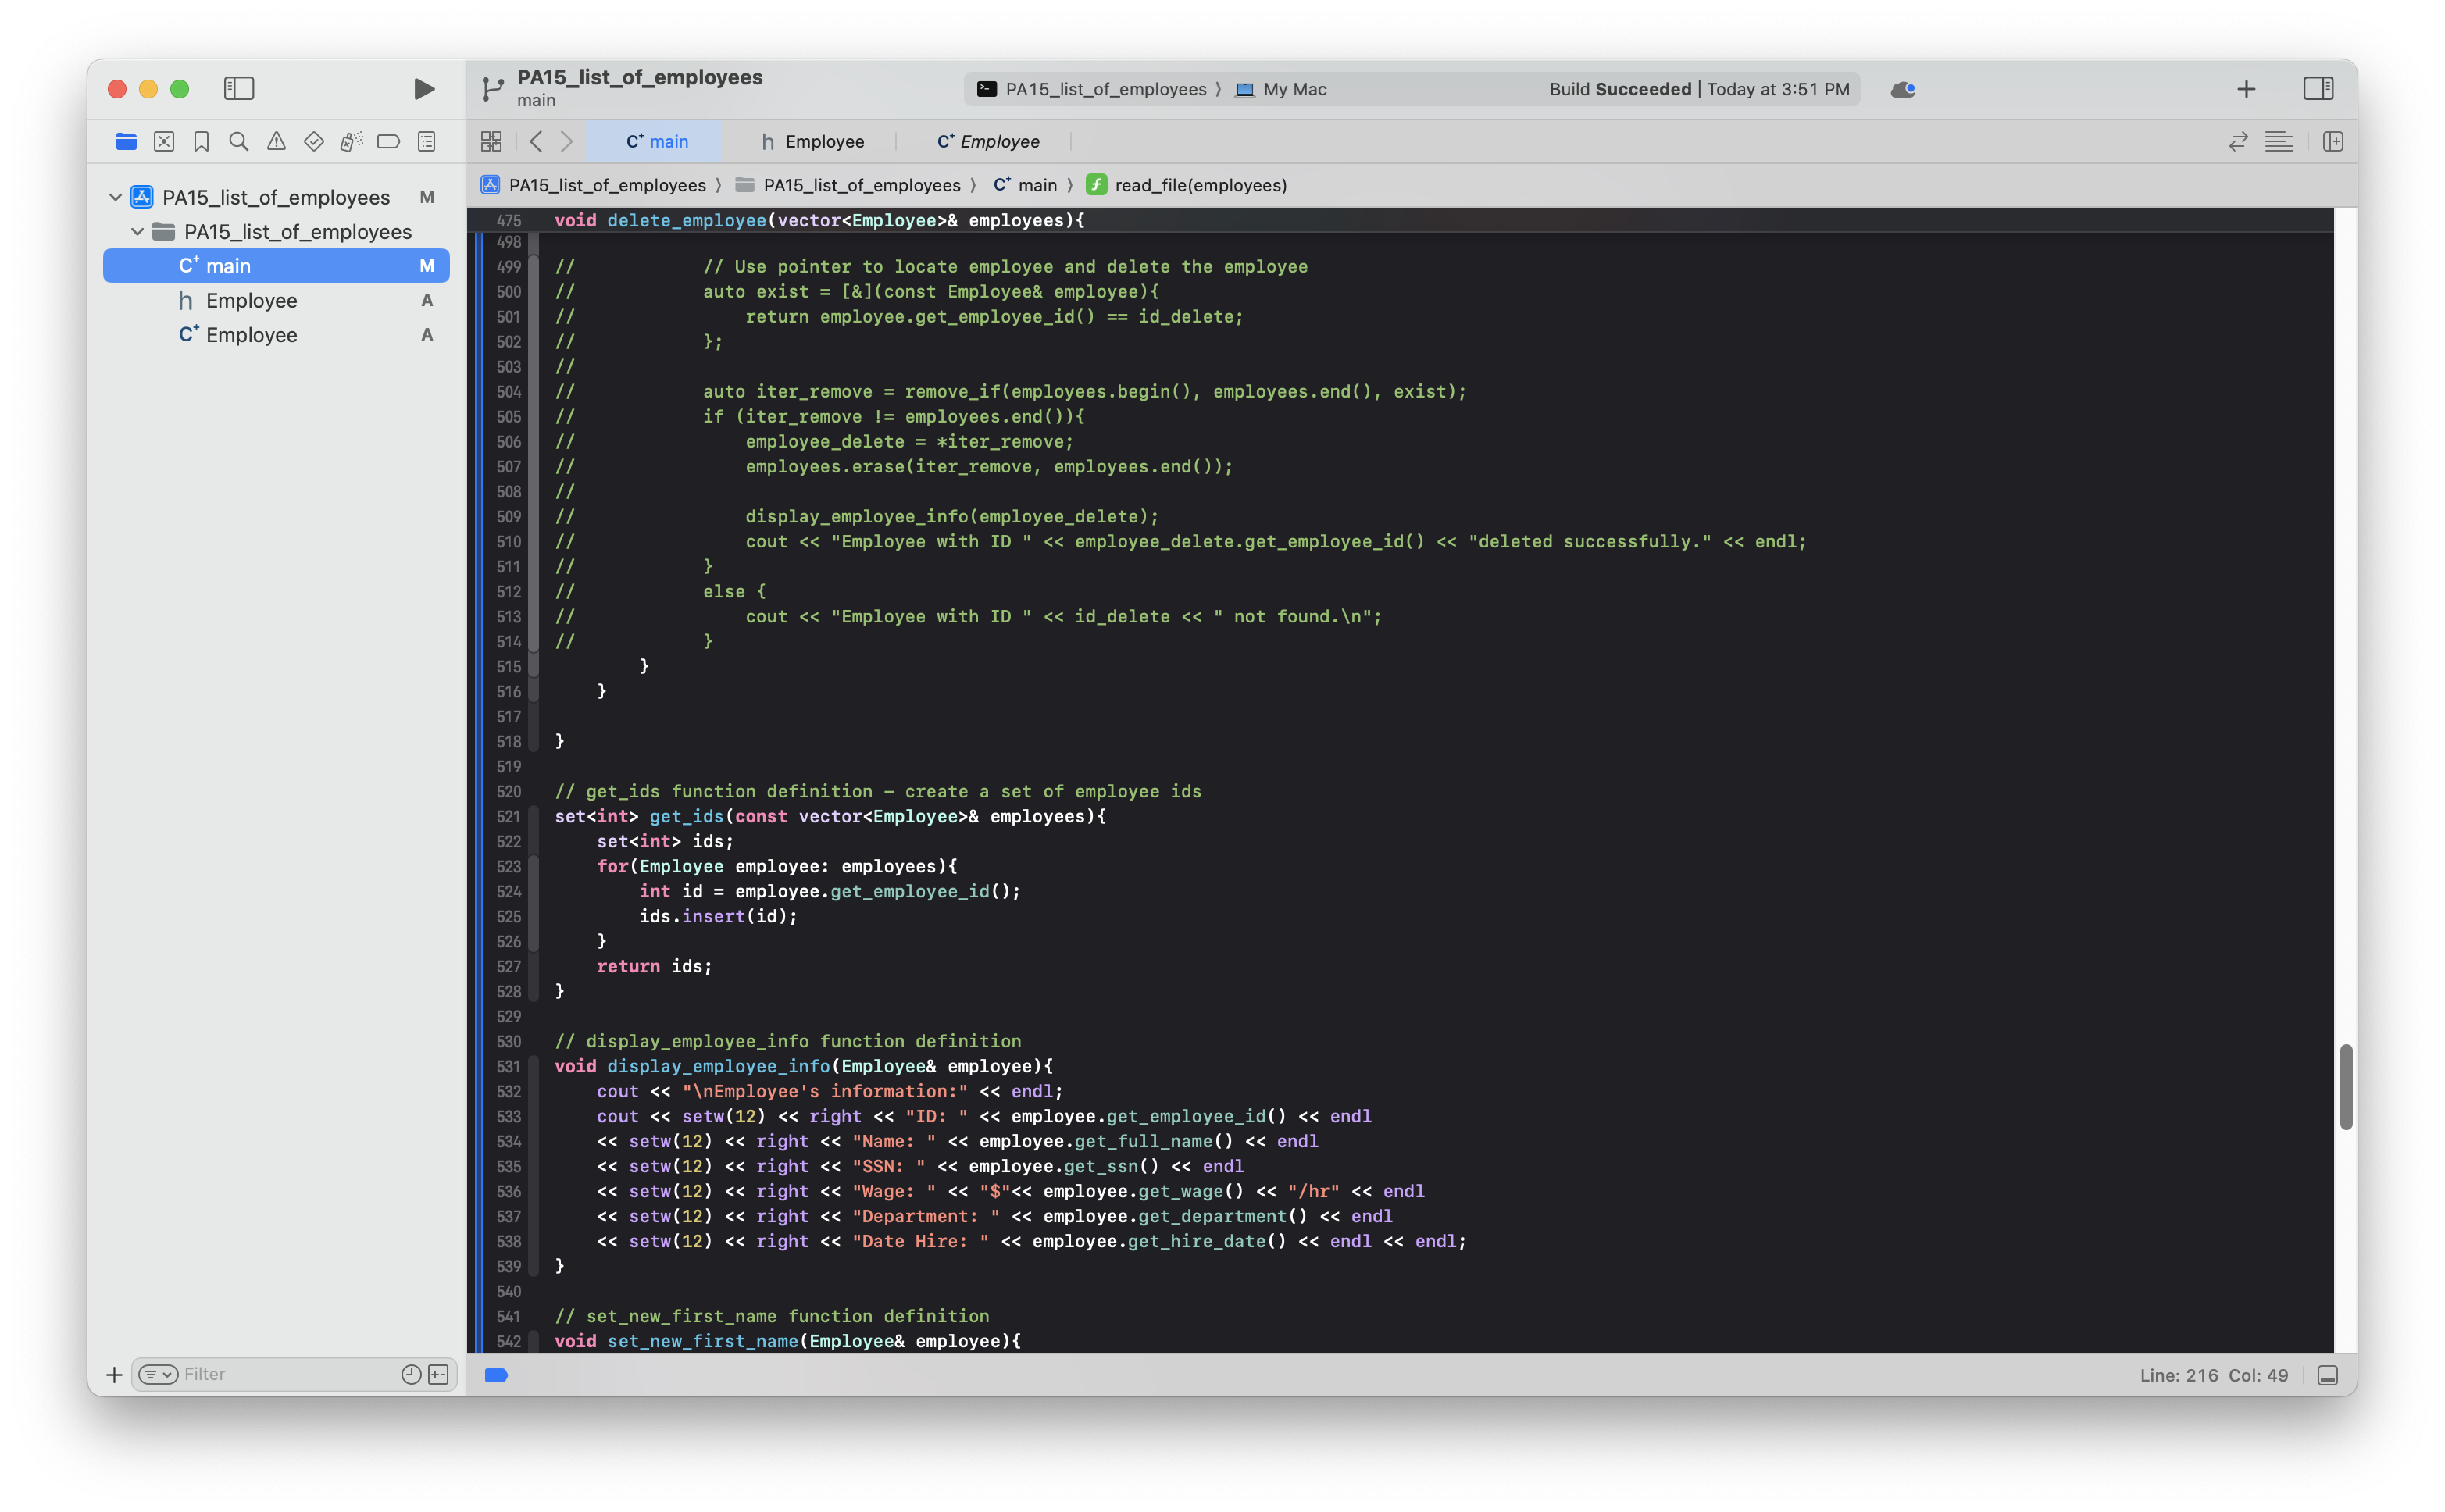 PA15_list_of_employees
main
PA15_list_of_employees 〉 My Mac
Build Succeeded | Today at 3:51 PM
C+ main
h Employee
C+ Employee
PA15_list_of_employees 〉 PA15_list_of_employees 〉 C+ main 〉 f read_file(employees)
PA15_list_of_employees M
PA15_list_of_employees
C+ main M
h Employee A
C+ Employee A
475 void delete_employee(vector<Employee>& employees){
498
499 //            // Use pointer to locate employee and delete the employee
500 //            auto exist = [&](const Employee& employee){
501 //                return employee.get_employee_id() == id_delete;
502 //            };
503 //
504 //            auto iter_remove = remove_if(employees.begin(), employees.end(), exist);
505 //            if (iter_remove != employees.end()){
506 //                employee_delete = *iter_remove;
507 //                employees.erase(iter_remove, employees.end());
508 //
509 //                display_employee_info(employee_delete);
510 //                cout << "Employee with ID " << employee_delete.get_employee_id() << "deleted successfully." << endl;
511 //            }
512 //            else {
513 //                cout << "Employee with ID " << id_delete << " not found.\n";
514 //            }
515         }
516     }
517
518 }
519
520 // get_ids function definition – create a set of employee ids
521 set<int> get_ids(const vector<Employee>& employees){
522     set<int> ids;
523     for(Employee employee: employees){
524         int id = employee.get_employee_id();
525         ids.insert(id);
526     }
527     return ids;
528 }
529
530 // display_employee_info function definition
531 void display_employee_info(Employee& employee){
532     cout << "\nEmployee's information:" << endl;
533     cout << setw(12) << right << "ID: " << employee.get_employee_id() << endl
534     << setw(12) << right << "Name: " << employee.get_full_name() << endl
535     << setw(12) << right << "SSN: " << employee.get_ssn() << endl
536     << setw(12) << right << "Wage: " << "$"<< employee.get_wage() << "/hr" << endl
537     << setw(12) << right << "Department: " << employee.get_department() << endl
538     << setw(12) << right << "Date Hire: " << employee.get_hire_date() << endl << endl;
539 }
540
541 // set_new_first_name function definition
542 void set_new_first_name(Employee& employee){
Filter
Line: 216 Col: 49